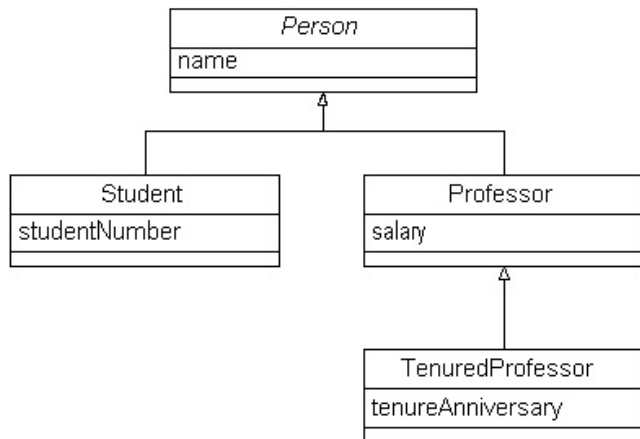 Person
name
Student
studentNumber
Professor
salary
TenuredProfessor
tenureAnniversary